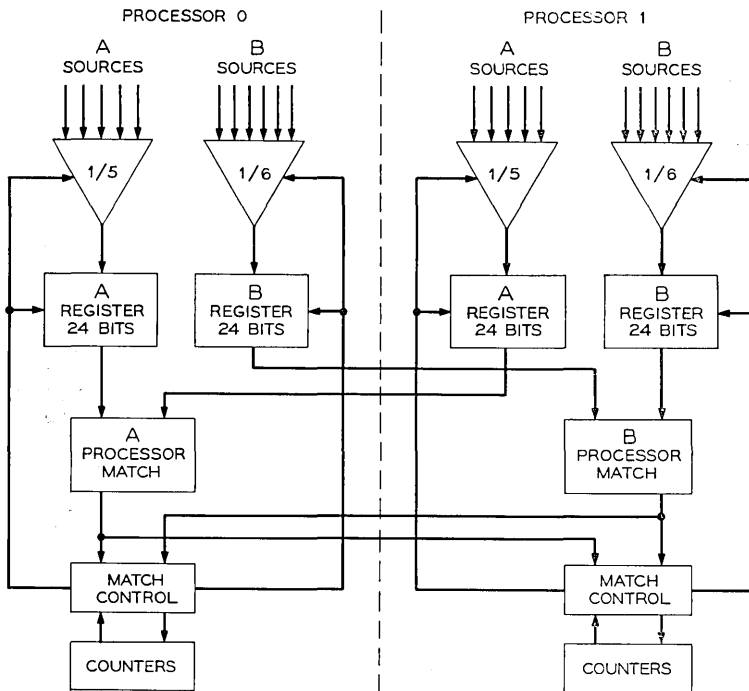 PROCESSOR 0
PROCESSOR 1
A
SOURCES
B
SOURCES
A
SOURCES
B
SOURCES
1/5
1/6
1/5
1/6
A
REGISTER
24 BITS
B
REGISTER
24 BITS
A
REGISTER
24 BITS
B
REGISTER
24 BITS
A
PROCESSOR
MATCH
B
PROCESSOR
MATCH
MATCH
CONTROL
MATCH
CONTROL
COUNTERS
COUNTERS